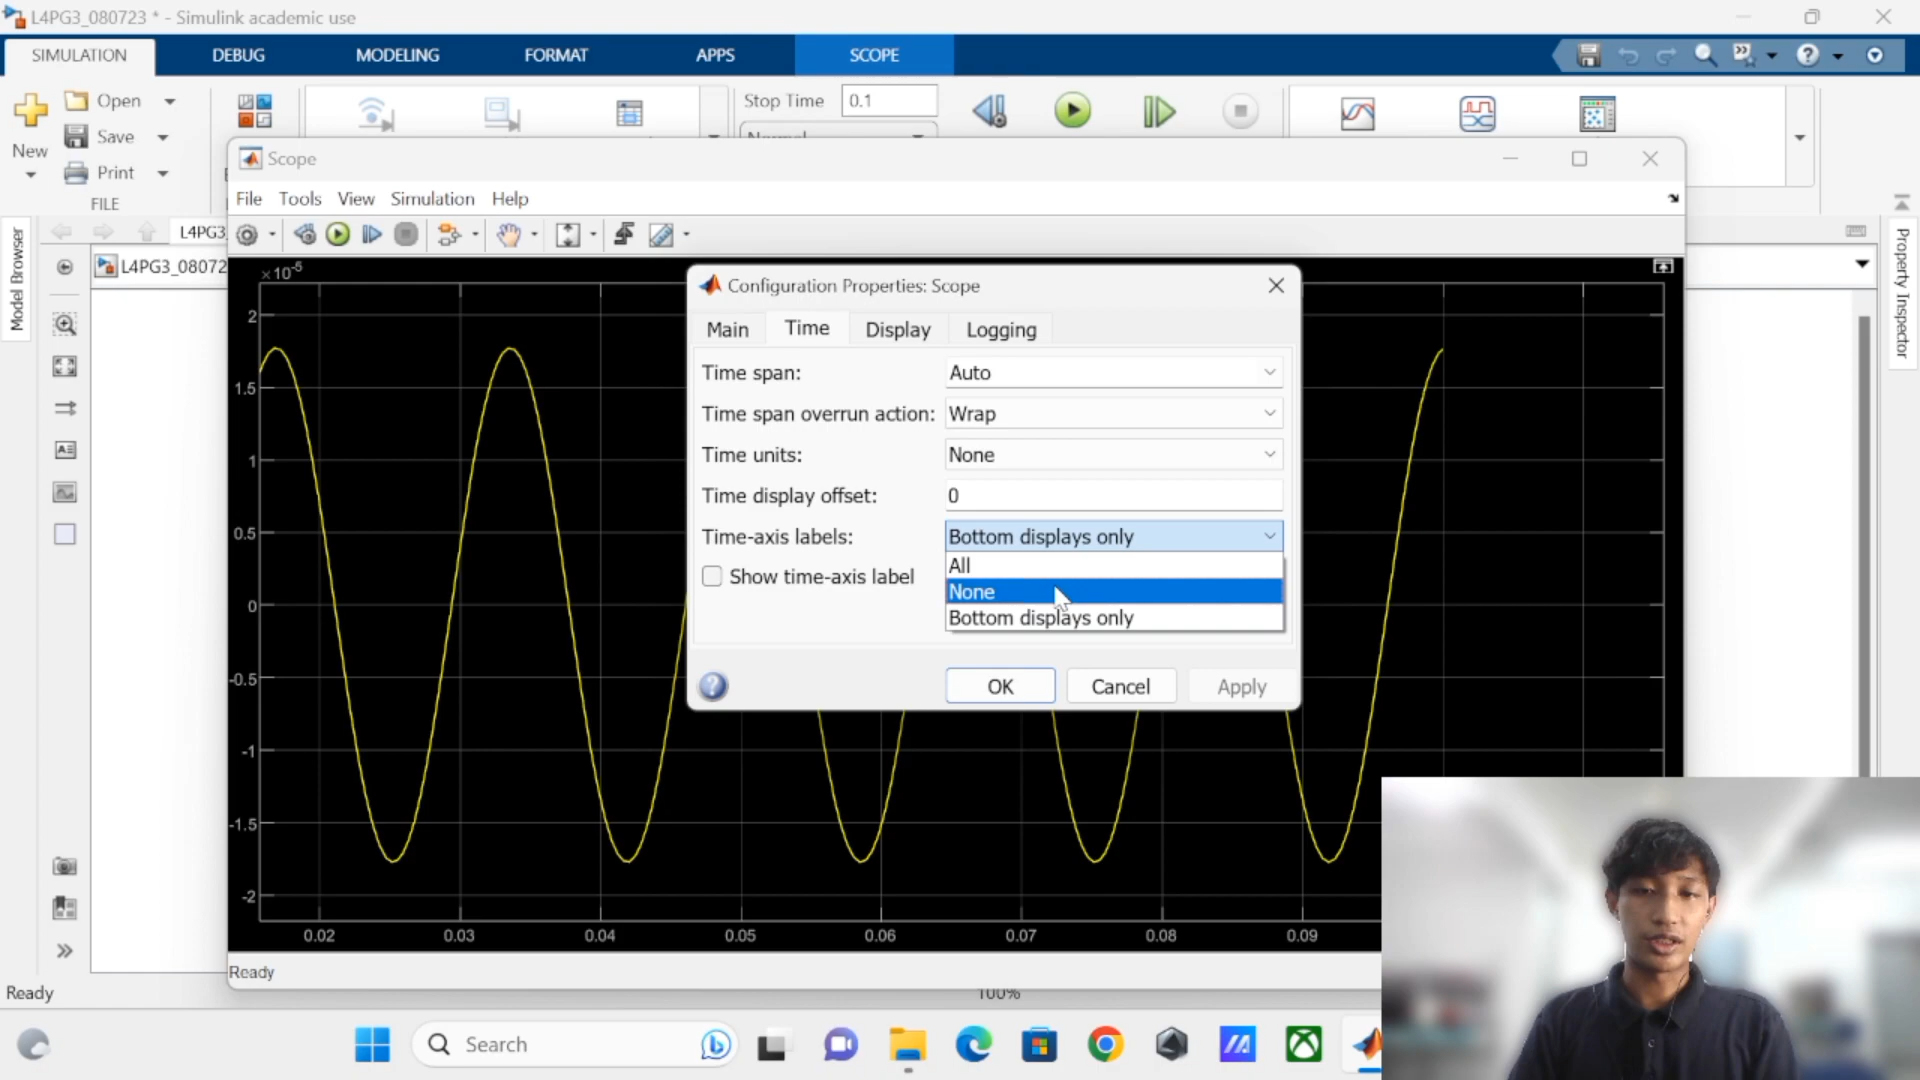 L4PG3_080723 * - Simulink academic use
SIMULATION
DEBUG
MODELING
FORMAT
APPS
SCOPE
Open
Save
Print
New
FILE
Stop Time
0.1
Normal
Model Browser
Property Inspector
L4PG3
L4PG3_08072
Scope
File
Tools
View
Simulation
Help
×10⁻⁵
2
1.5
1
0.5
0
-0.5
-1
-1.5
-2
0.02
0.03
0.04
0.05
0.06
0.07
0.08
0.09
Configuration Properties: Scope
Main
Time
Display
Logging
Time span:
Auto
Time span overrun action:
Wrap
Time units:
None
Time display offset:
0
Time-axis labels:
Bottom displays only
All
None
Bottom displays only
Show time-axis label
OK
Cancel
Apply
Ready
Ready
100%
Search